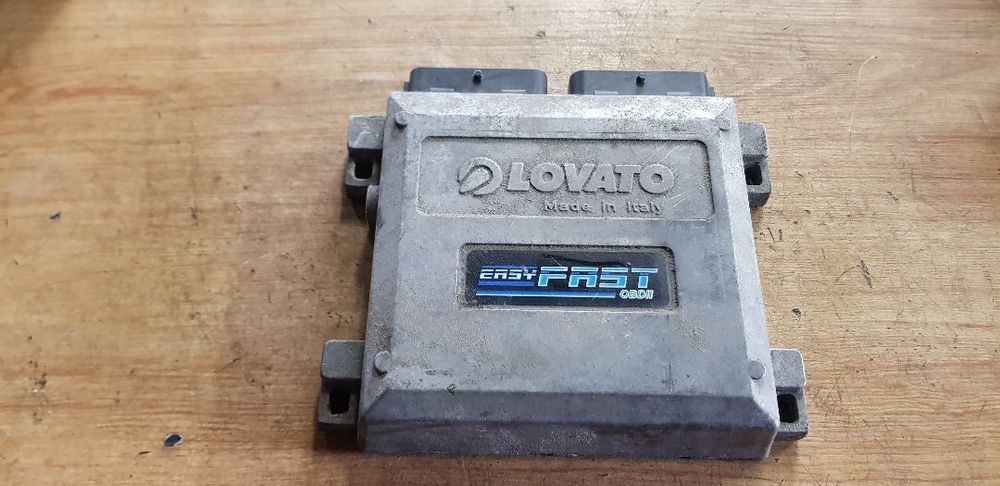 LOVATO
Made in Italy
EASY FAST
OBDII